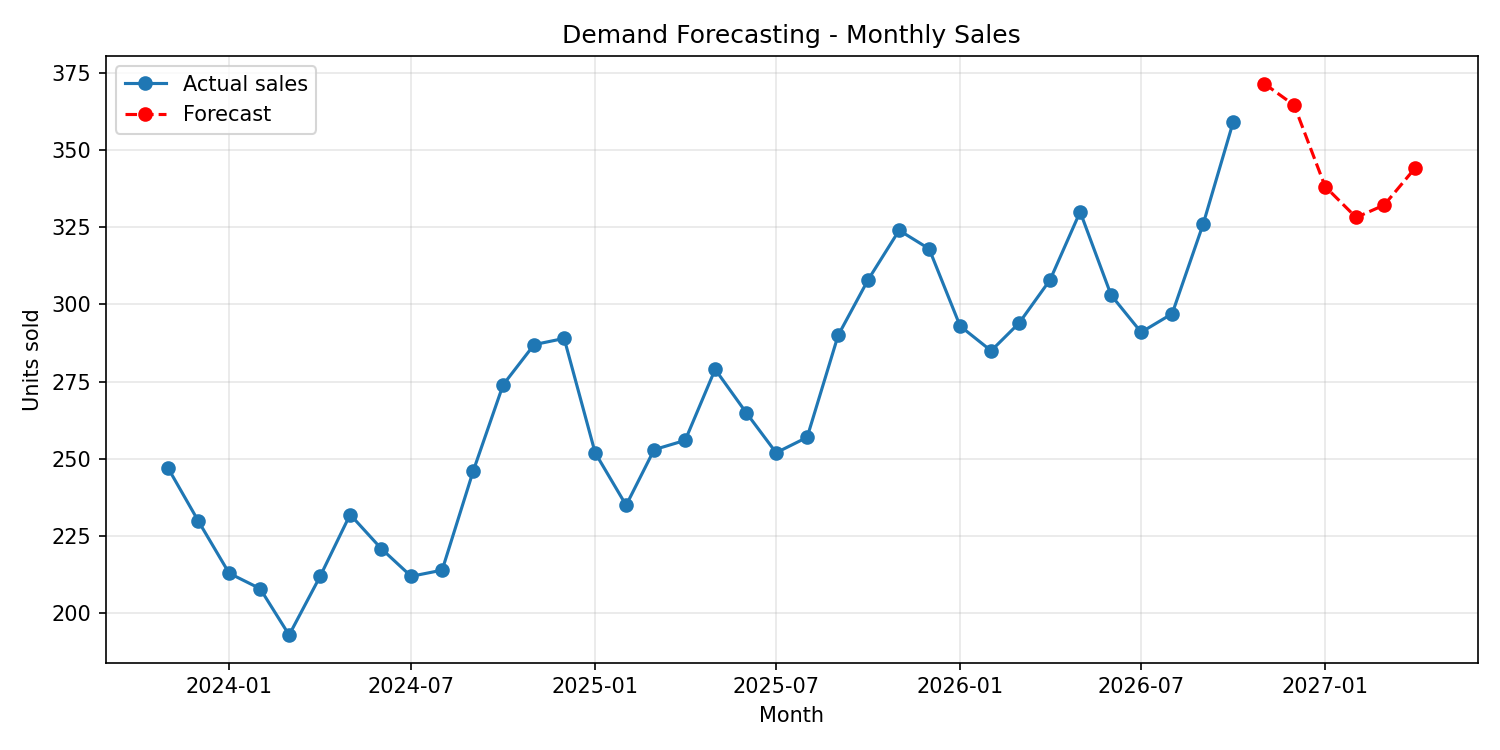 Demand Forecasting - Monthly Sales
Actual sales
Forecast
Units sold
375
350
325
300
275
250
225
200
2024-01 2024-07 2025-01 2025-07 2026-01 2026-07 2027-01
Month